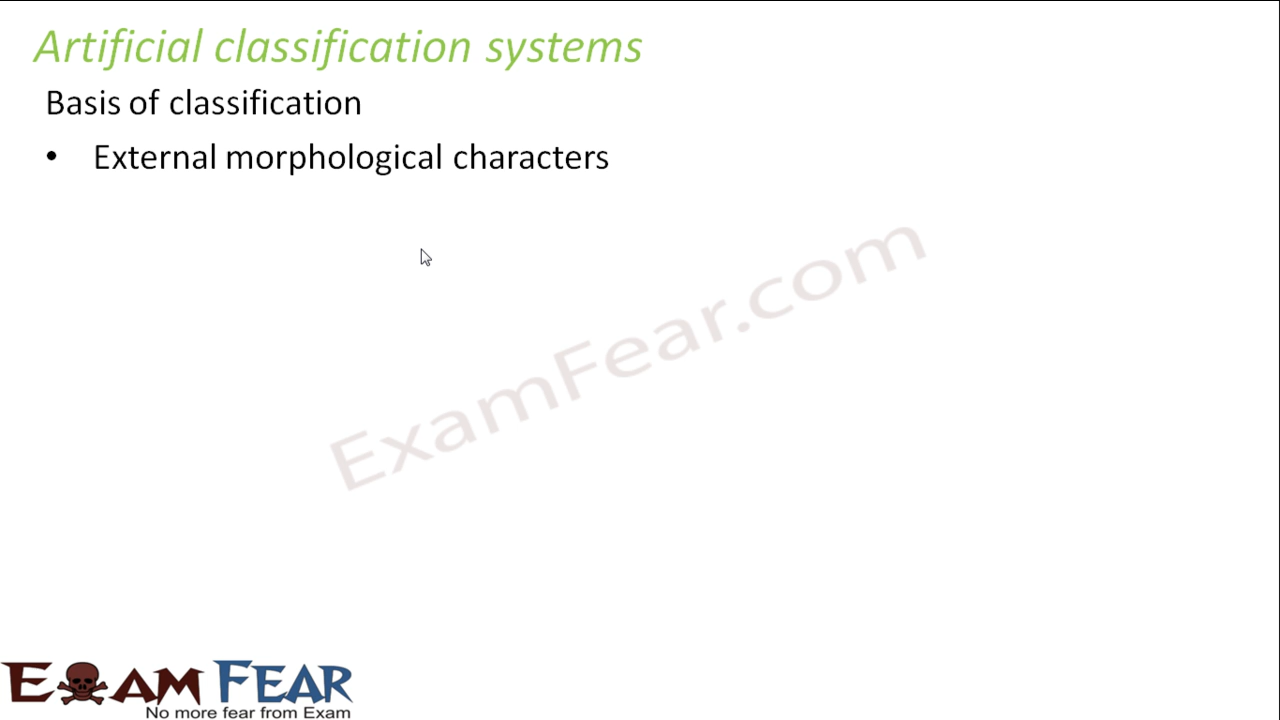 Artificial classification systems
Basis of classification
• External morphological characters
ExamFear.com
EXAM FEAR
No more fear from Exam